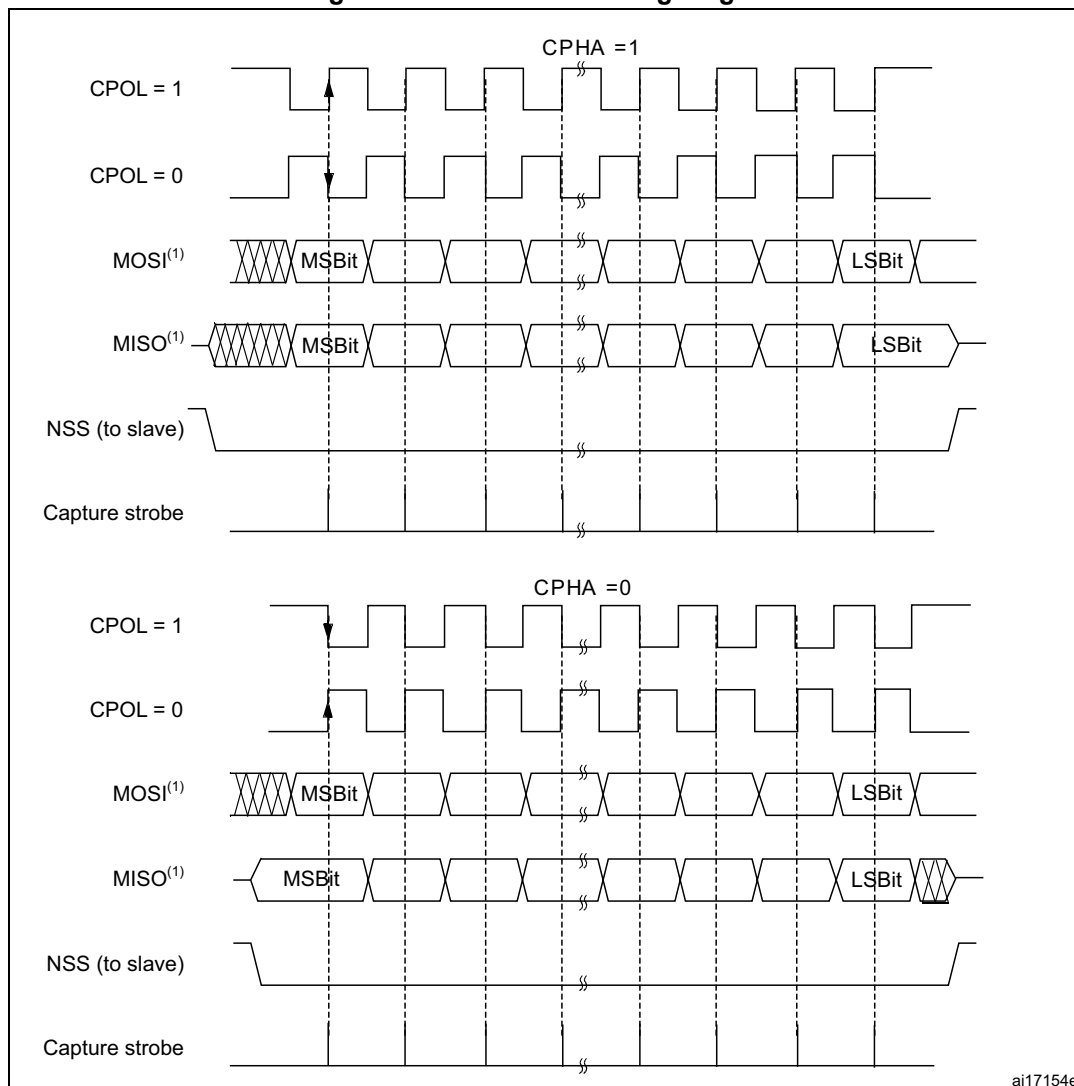 CPHA =1
CPOL = 1
CPOL = 0
MOSI(1) MSBit LSBit
MISO(1) MSBit LSBit
NSS (to slave)
Capture strobe
CPHA =0
CPOL = 1
CPOL = 0
MOSI(1) MSBit LSBit
MISO(1) MSBit LSBit
NSS (to slave)
Capture strobe
ai17154e